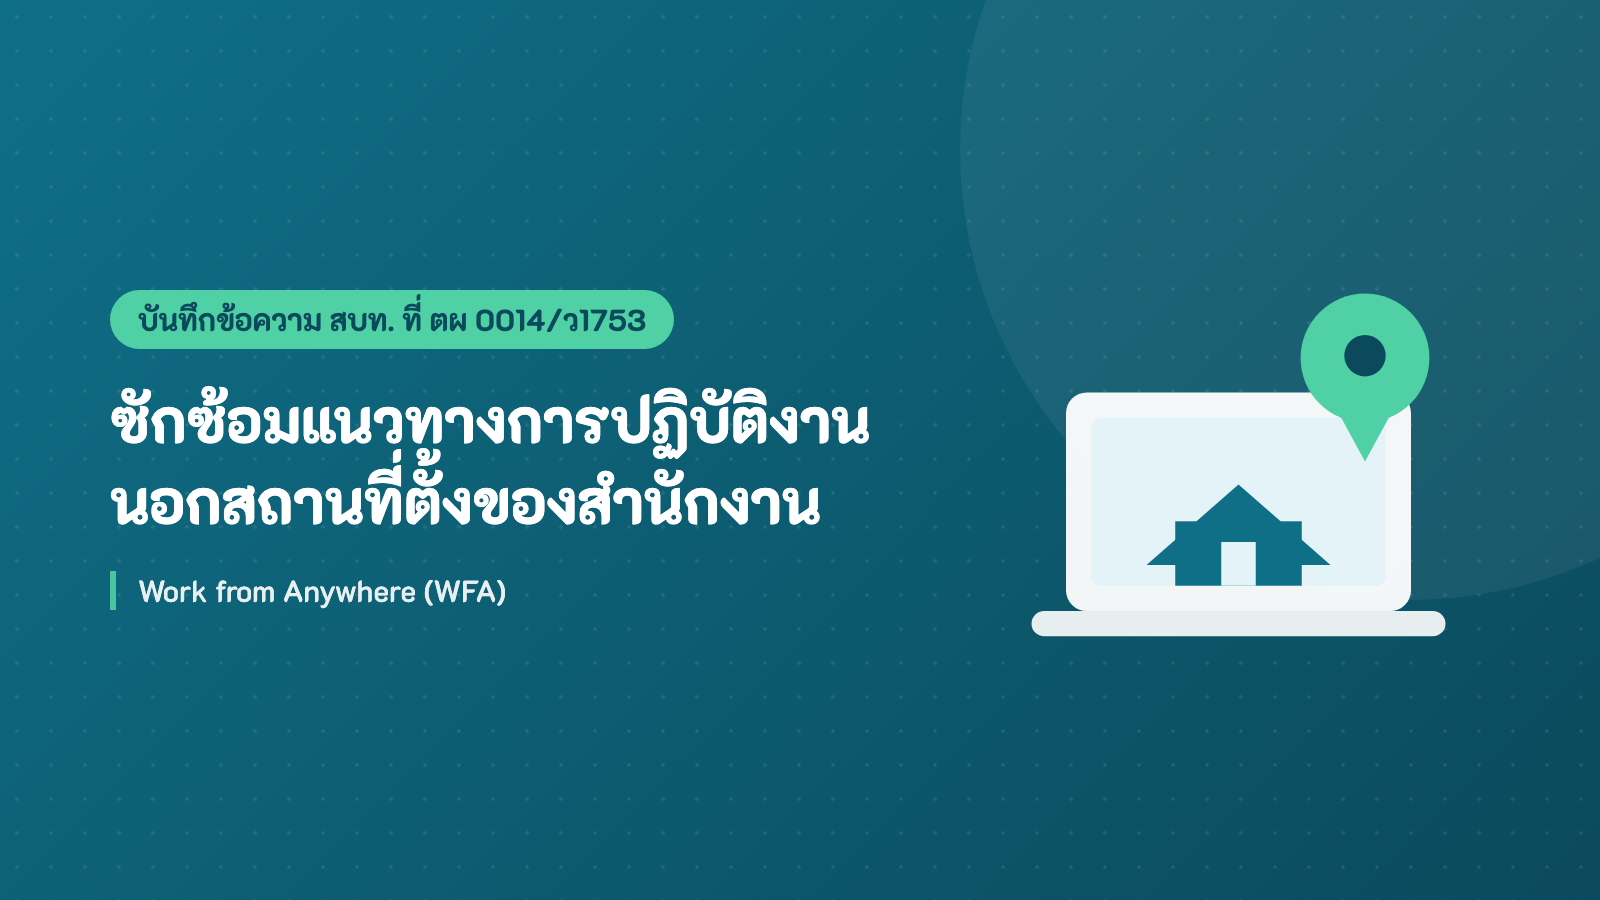 บันทึกข้อความ สบท. ที่ ตผ 0014/ว1753
ซักซ้อมแนวทางการปฏิบัติงาน
นอกสถานที่ตั้งของสำนักงาน
Work from Anywhere (WFA)